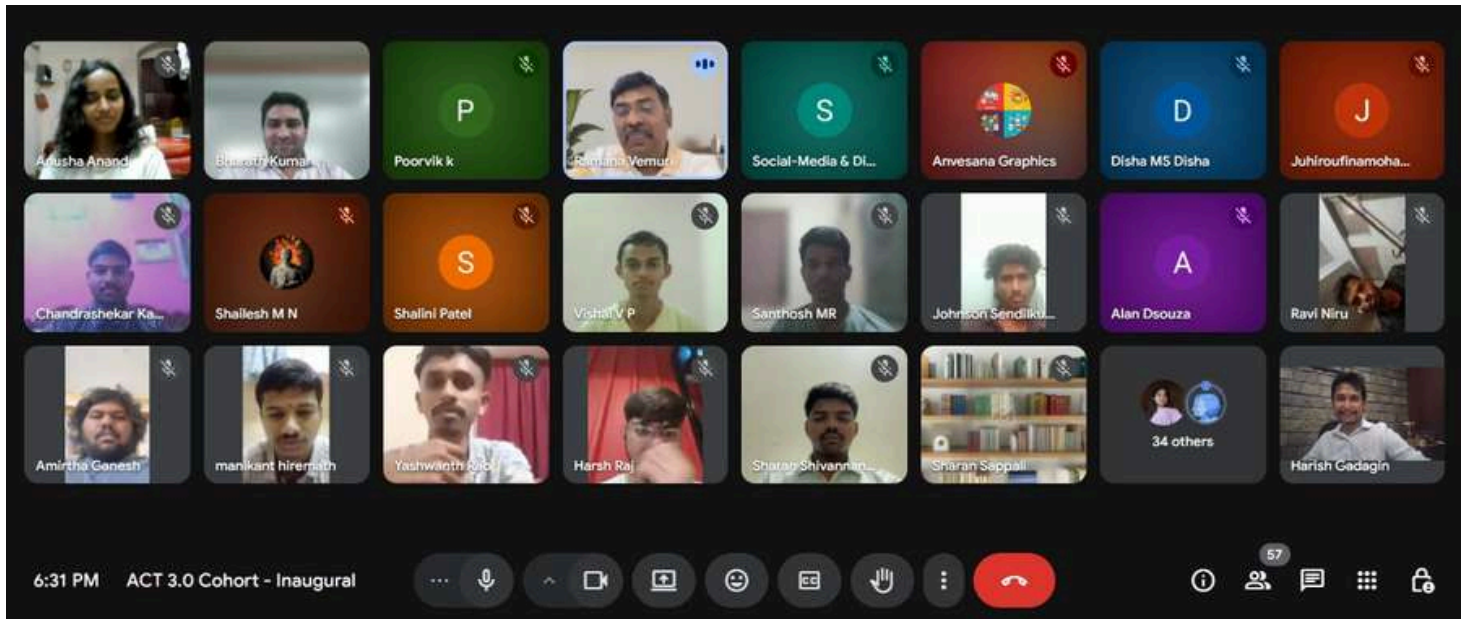 Anusha Anand
Bharath Kumar
P
Poorvik k
Ramana Vemuri
S
Social-Media & Di...
Anvesana Graphics
D
Disha MS Disha
J
Juhiroufinamoha...
Chandrashekar Ka...
Shailesh M N
S
Shalini Patel
Vishal V P
Santhosh MR
Johnson Sendilku...
A
Alan Dsouza
Ravi Niru
Amirtha Ganesh
manikant hiremath
Yashwanth Rao
Harsh Raj
Sharan Shivannan...
Sharan Sappali
34 others
Harish Gadagin
6:31 PM ACT 3.0 Cohort - Inaugural
CC
57